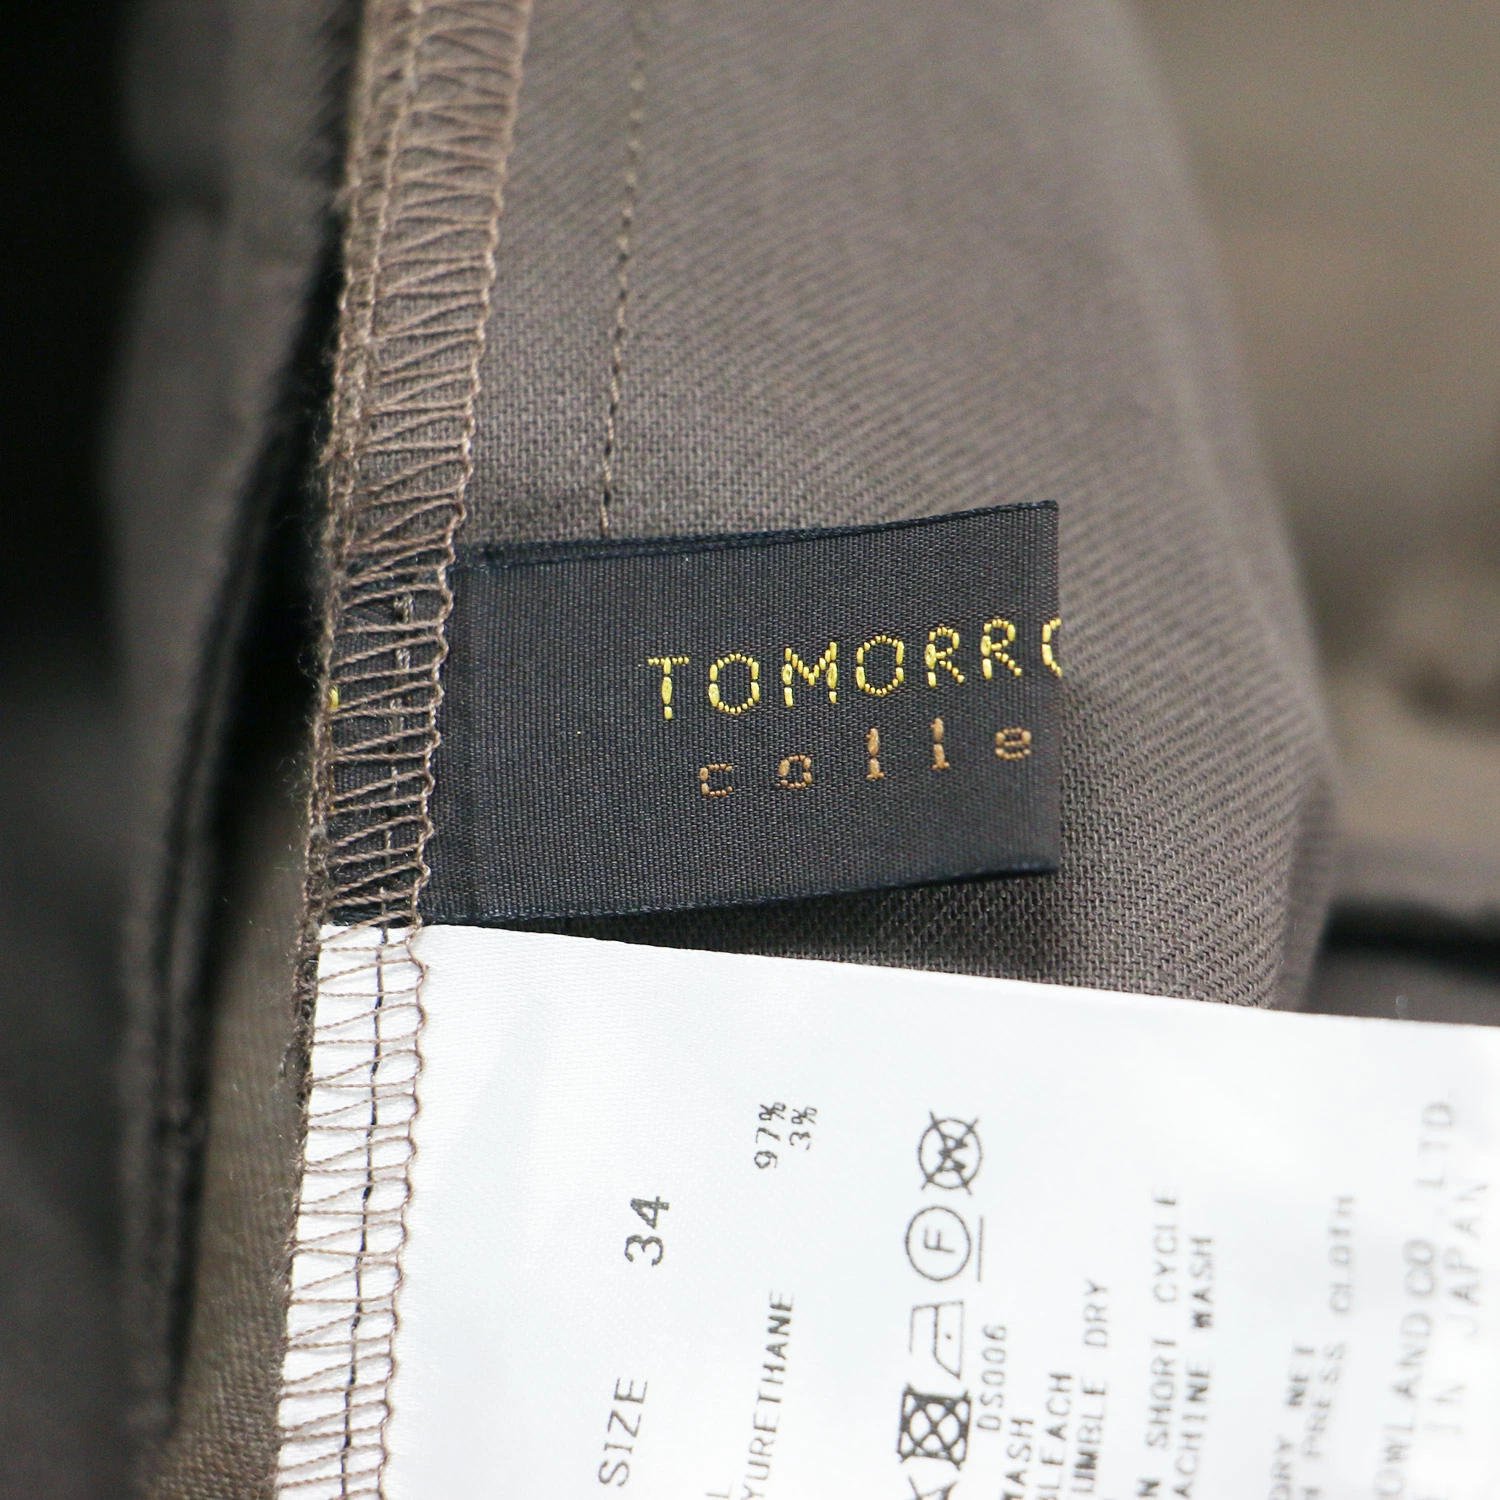 TOMORRO
colle
SIZE 34
97%
YURETHANE 3%
F
W
DS006
WASH
BLEACH
UMBLE DRY
N SHORT CYCLE
ACHINE WASH
DRY NET
PRESS CLOTH
OWLAND CO.,LTD
IN JAPAN